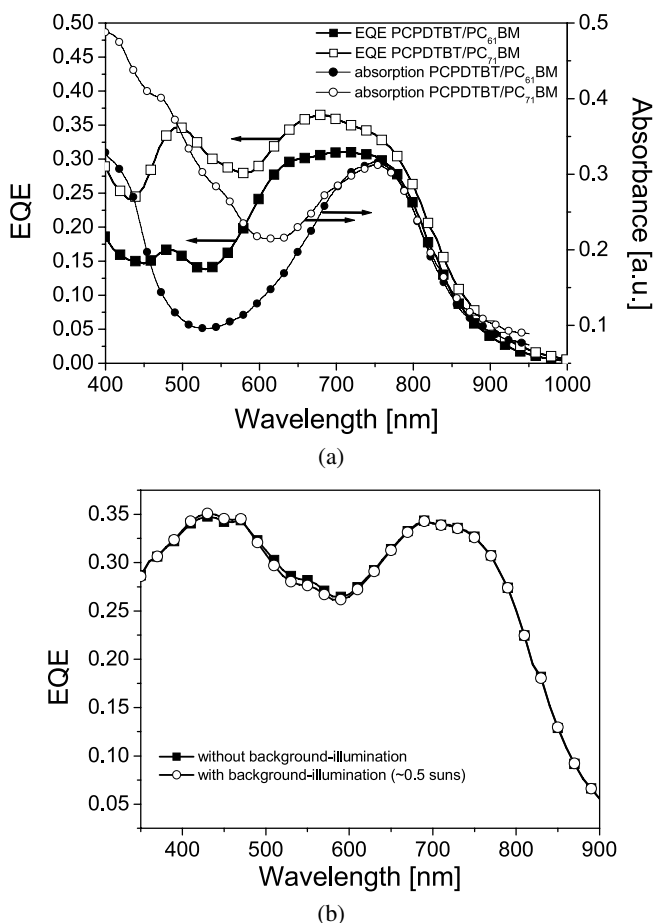 EQE PCPDTBT/PC61BM
EQE PCPDTBT/PC71BM
absorption PCPDTBT/PC61BM
absorption PCPDTBT/PC71BM
0.50
0.45
0.40
0.35
0.30
0.25
0.20
0.15
0.10
0.05
0.00
EQE
0.5
0.4
0.3
0.2
0.1
Absorbance [a.u.]
400 500 600 700 800 900 1000
Wavelength [nm]
(a)
0.35
0.30
0.25
0.20
0.15
0.10
0.05
EQE
without background-illumination
with background-illumination (~0.5 suns)
400 500 600 700 800 900
Wavelength [nm]
(b)